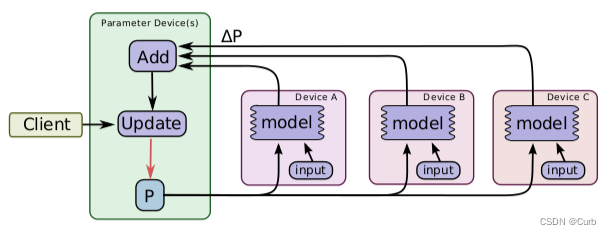 Parameter Device(s)
ΔP
Add
Client
Update
P
Device A
model
input
Device B
model
input
Device C
model
input
CSDN @Curb